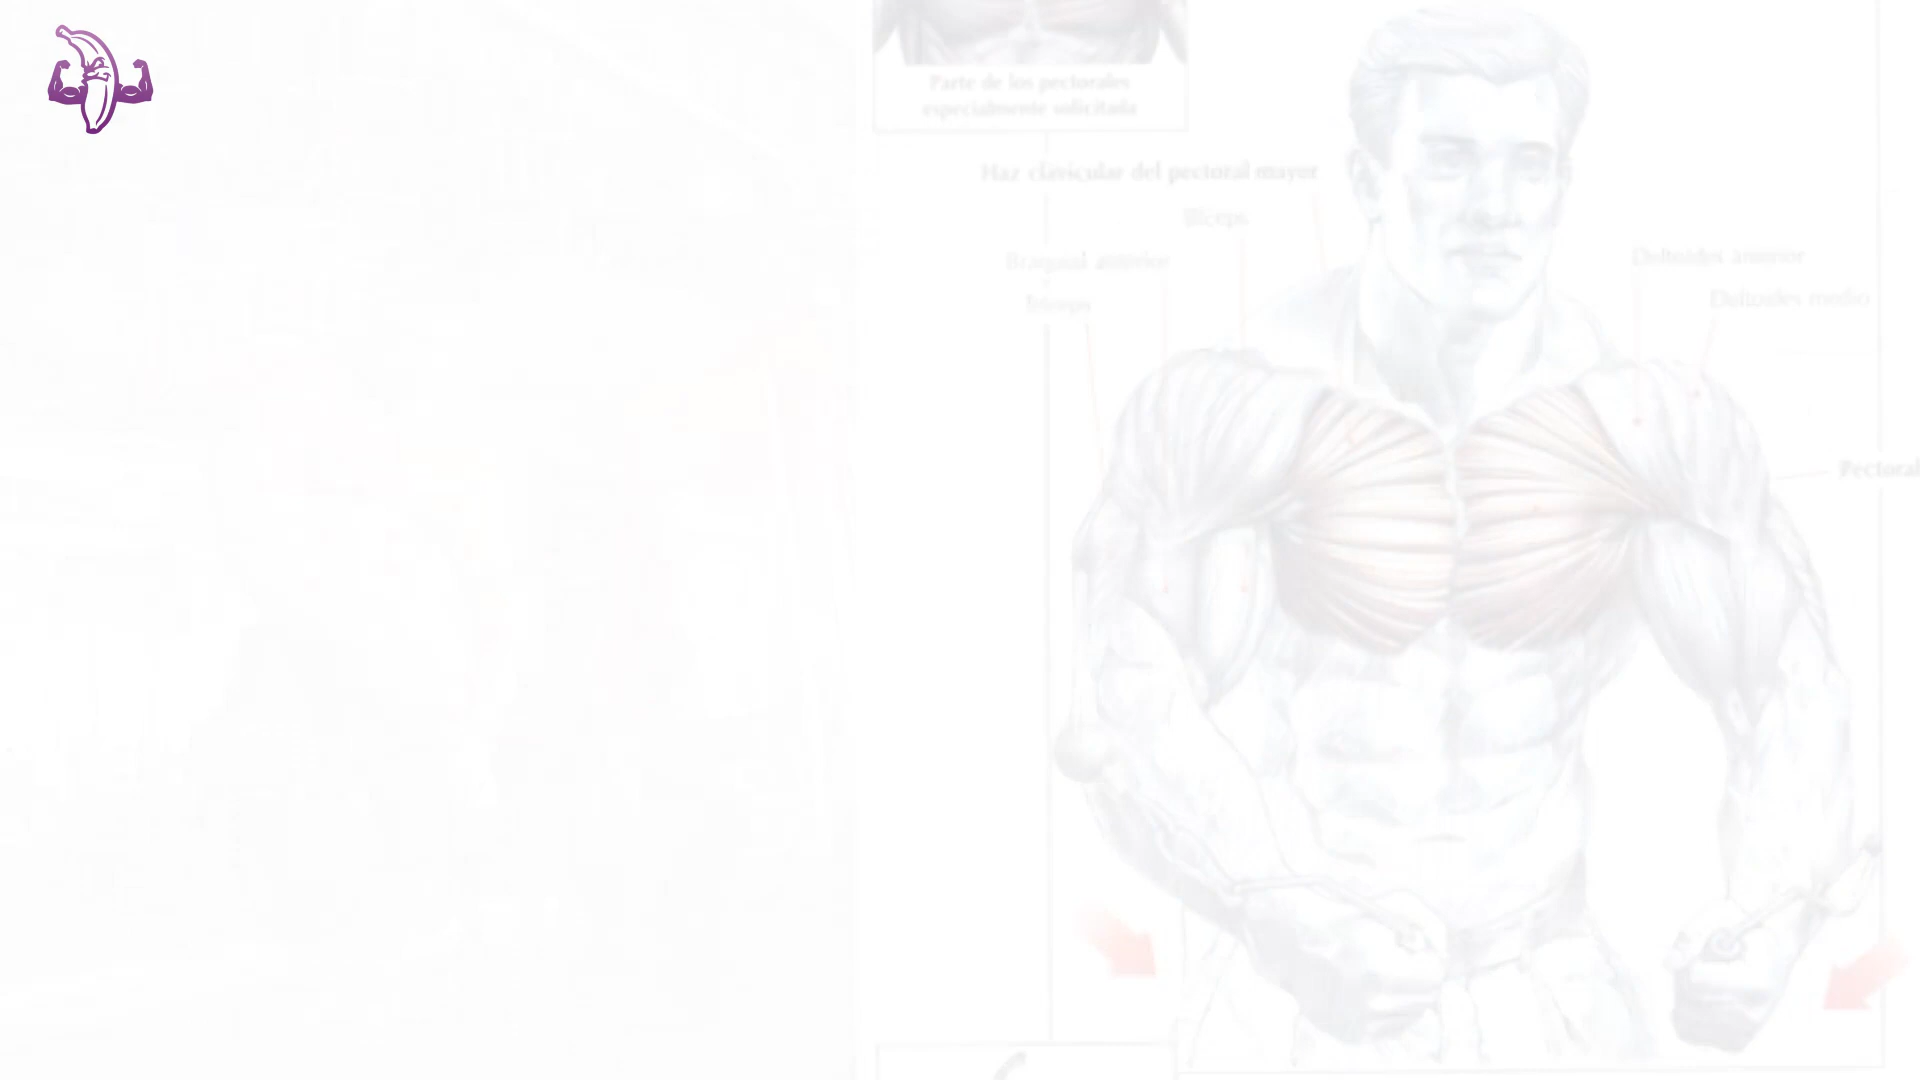 Parte de los pectorales
especialmente solicitada
Haz clavicular del pectoral mayor
Bíceps
Braquial anterior
Tríceps
Deltoides anterior
Deltoides medio
Pectoral